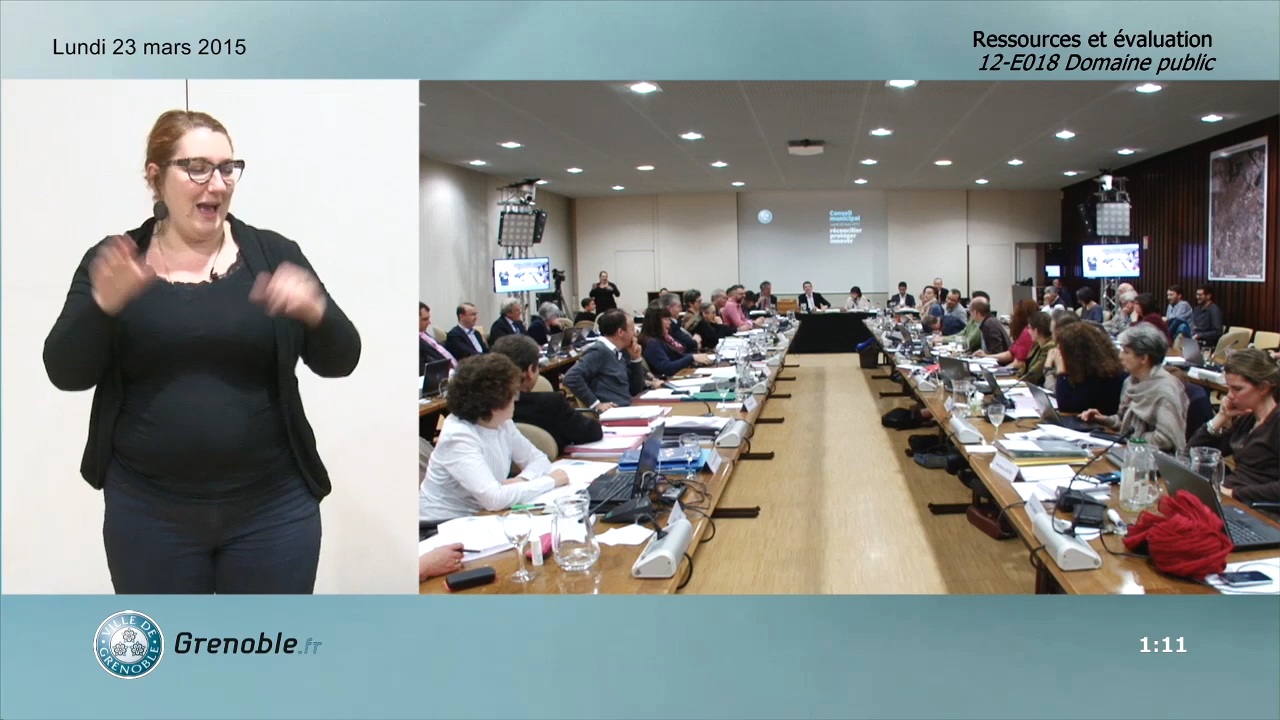 Lundi 23 mars 2015
Ressources et évaluation
12-E018 Domaine public
Conseil
municipal
réconcilier
protéger
innover
VILLE DE
GRENOBLE
Grenoble.fr
1:11